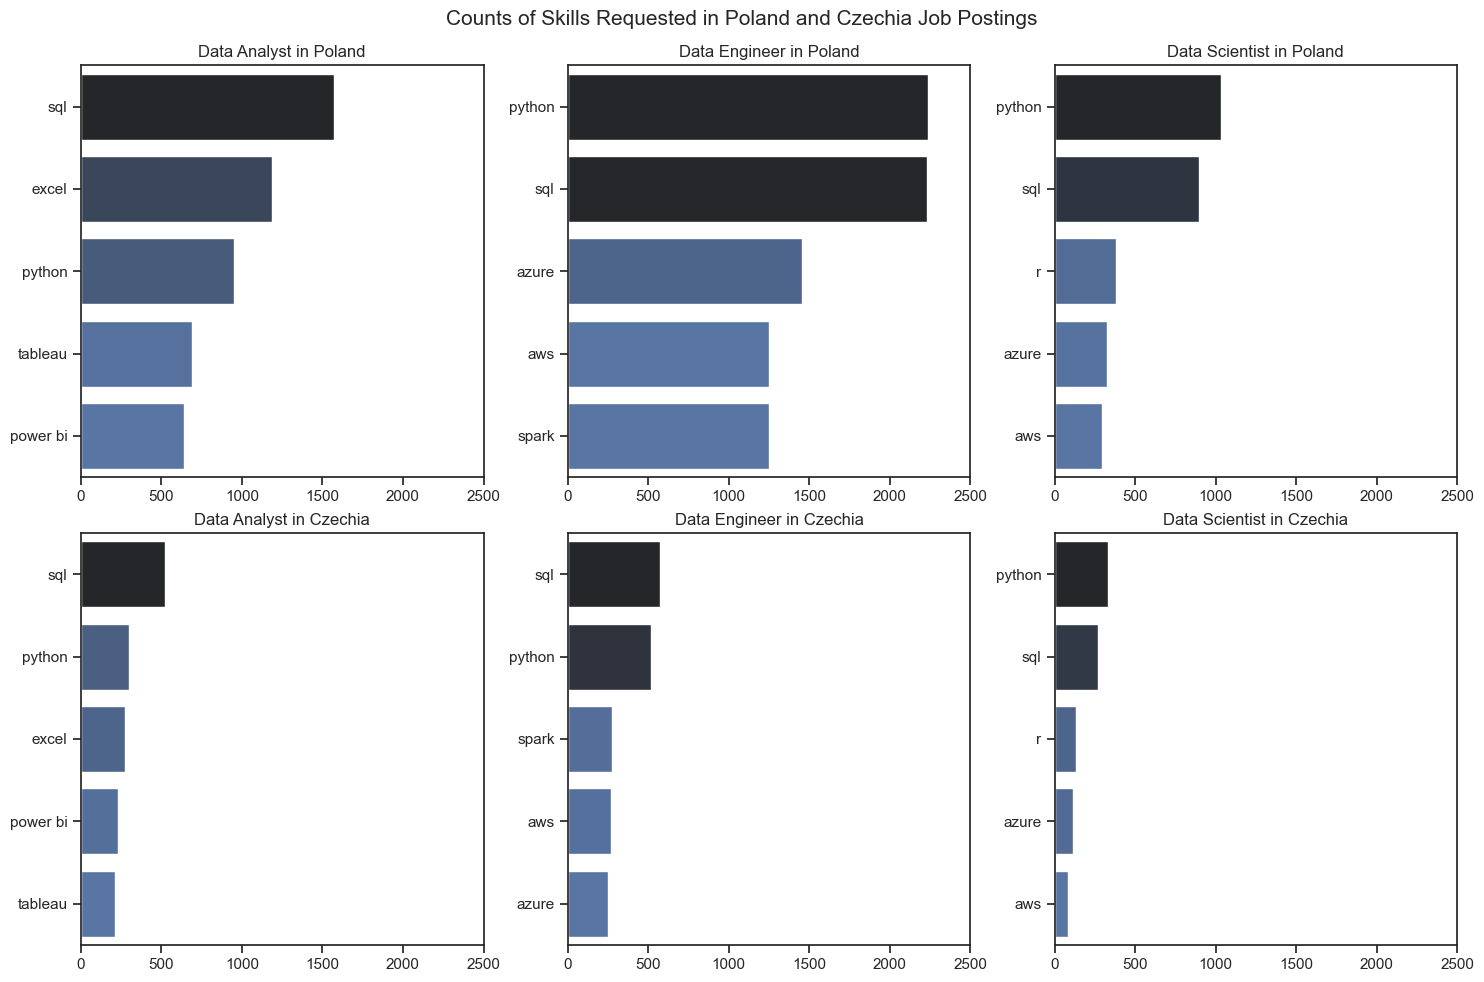 Counts of Skills Requested in Poland and Czechia Job Postings
Data Analyst in Poland
sql
excel
python
tableau
power bi
0 500 1000 1500 2000 2500
Data Engineer in Poland
python
sql
azure
aws
spark
0 500 1000 1500 2000 2500
Data Scientist in Poland
python
sql
r
azure
aws
0 500 1000 1500 2000 2500
Data Analyst in Czechia
sql
python
excel
power bi
tableau
0 500 1000 1500 2000 2500
Data Engineer in Czechia
sql
python
spark
aws
azure
0 500 1000 1500 2000 2500
Data Scientist in Czechia
python
sql
r
azure
aws
0 500 1000 1500 2000 2500